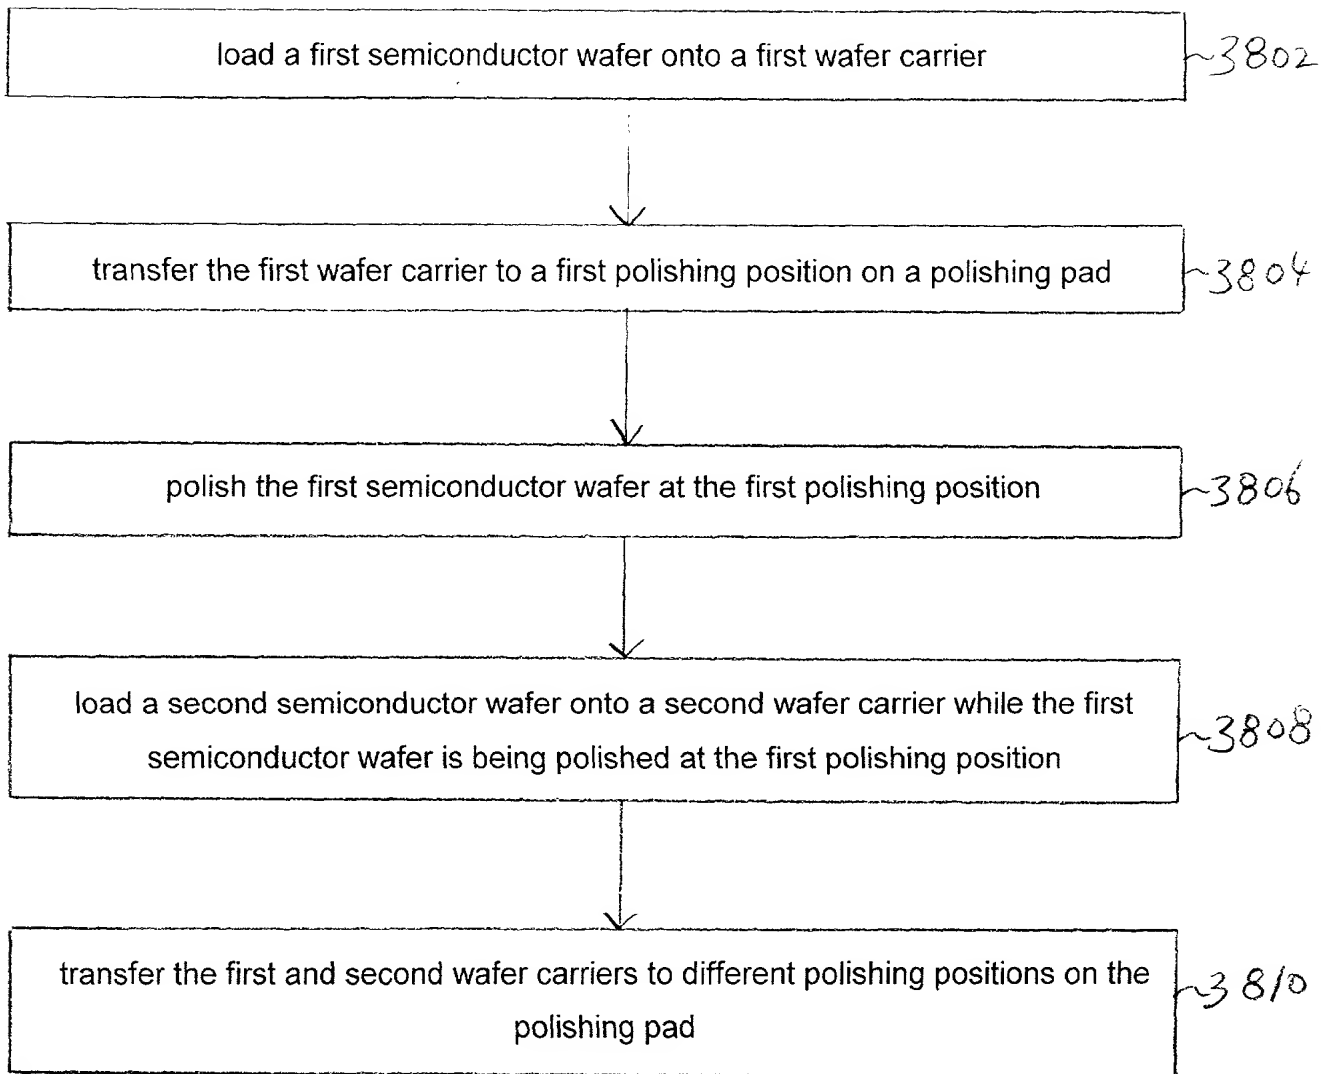 load a first semiconductor wafer onto a first wafer carrier
3802
transfer the first wafer carrier to a first polishing position on a polishing pad
3804
polish the first semiconductor wafer at the first polishing position
3806
load a second semiconductor wafer onto a second wafer carrier while the first
semiconductor wafer is being polished at the first polishing position
3808
transfer the first and second wafer carriers to different polishing positions on the
polishing pad
3810